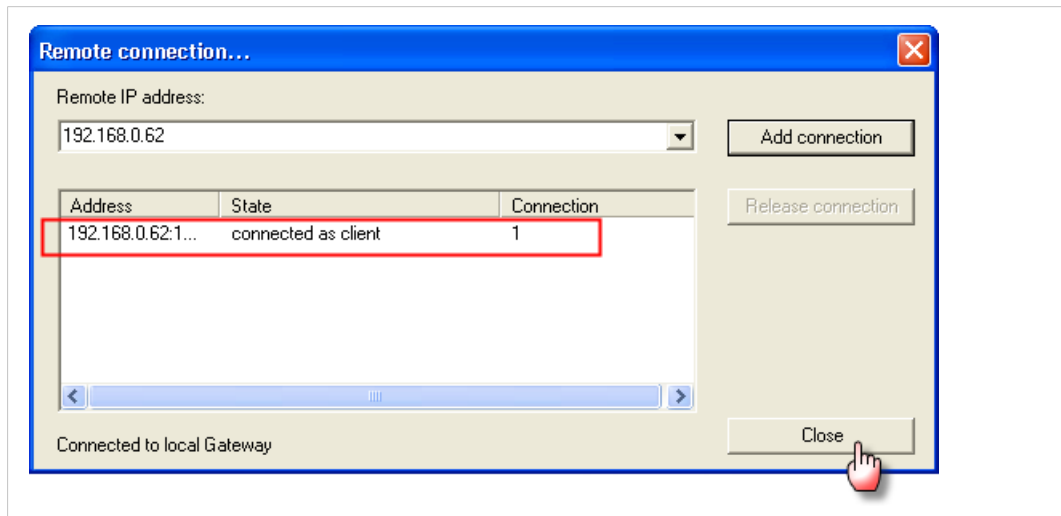 Remote connection...
Remote IP address:
192.168.0.62
Add connection
Address State Connection
Release connection
192.168.0.62:1... connected as client 1
Connected to local Gateway
Close